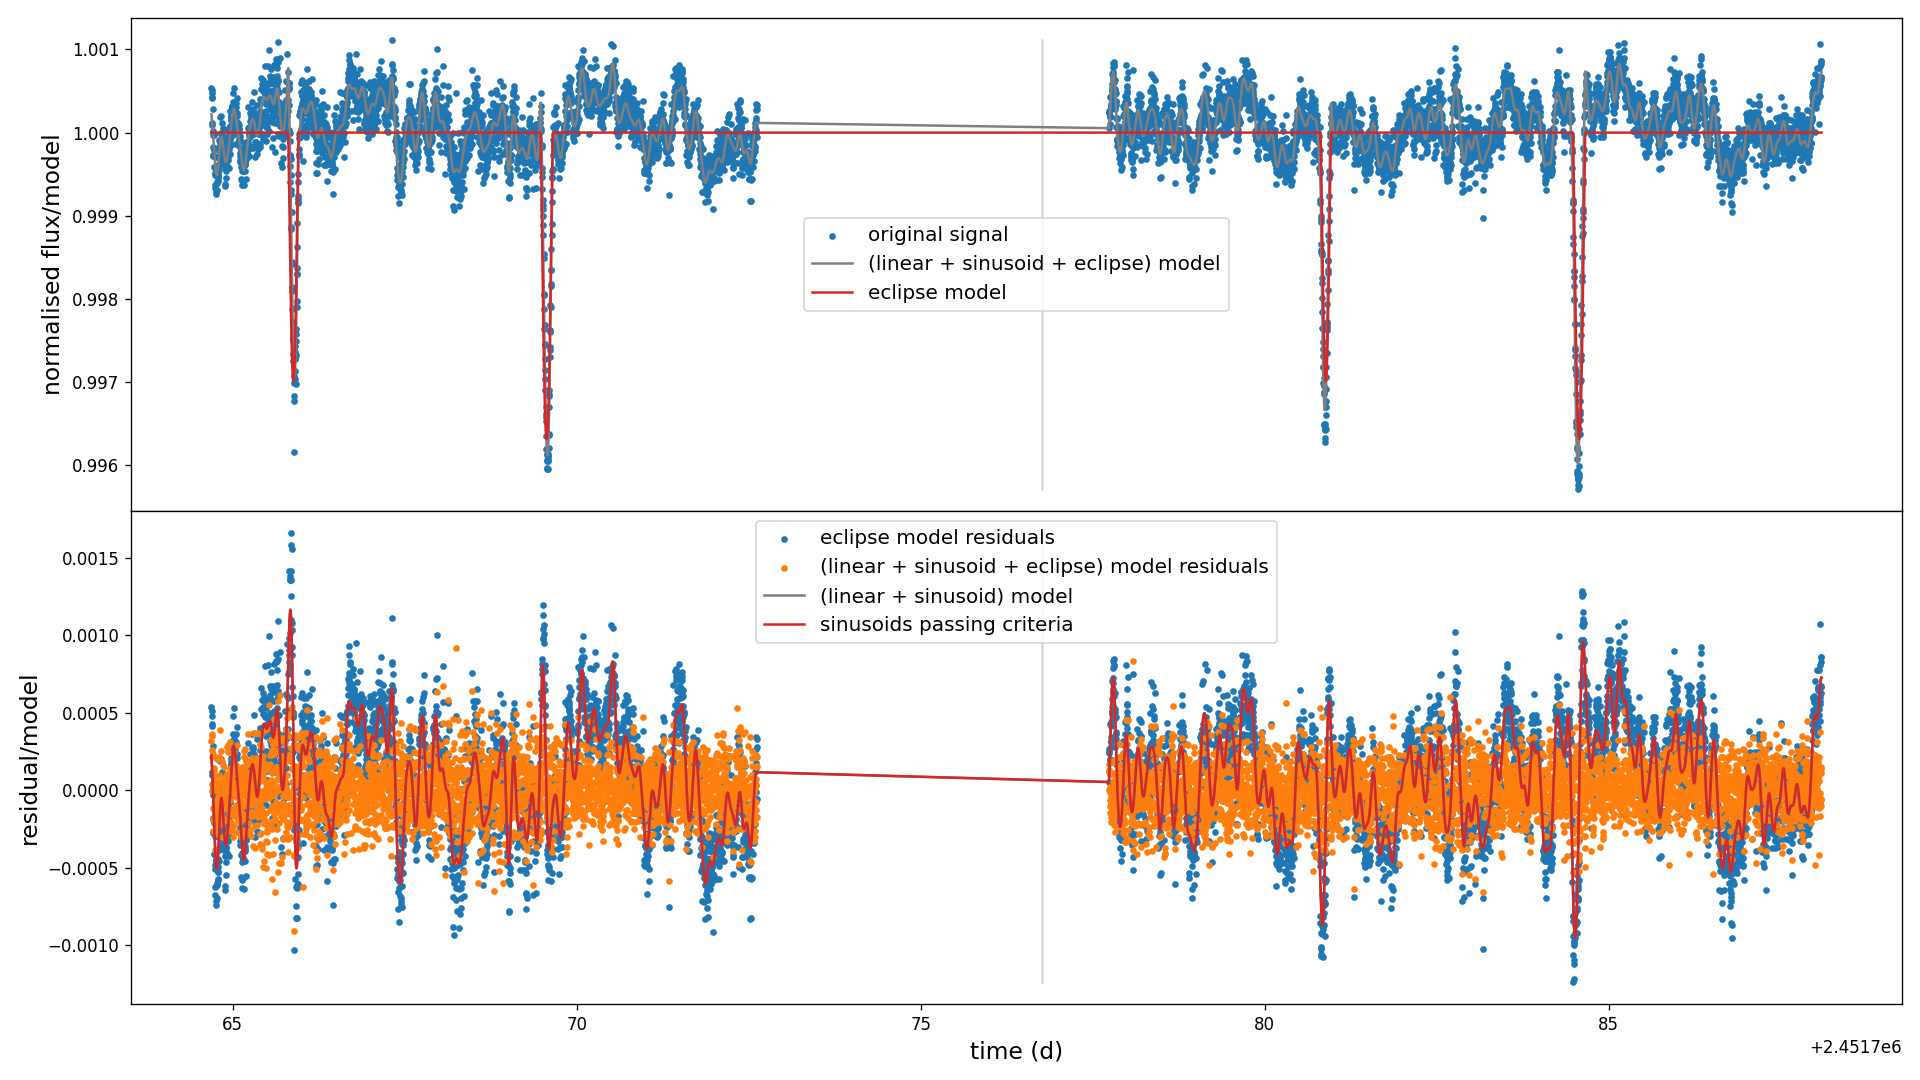 1.001
1.000
0.999
0.998
0.997
0.996
normalised flux/model
original signal
(linear + sinusoid + eclipse) model
eclipse model
0.0015
0.0010
0.0005
0.0000
−0.0005
−0.0010
residual/model
eclipse model residuals
(linear + sinusoid + eclipse) model residuals
(linear + sinusoid) model
sinusoids passing criteria
65
70
75
80
85
time (d)
+2.4517e6